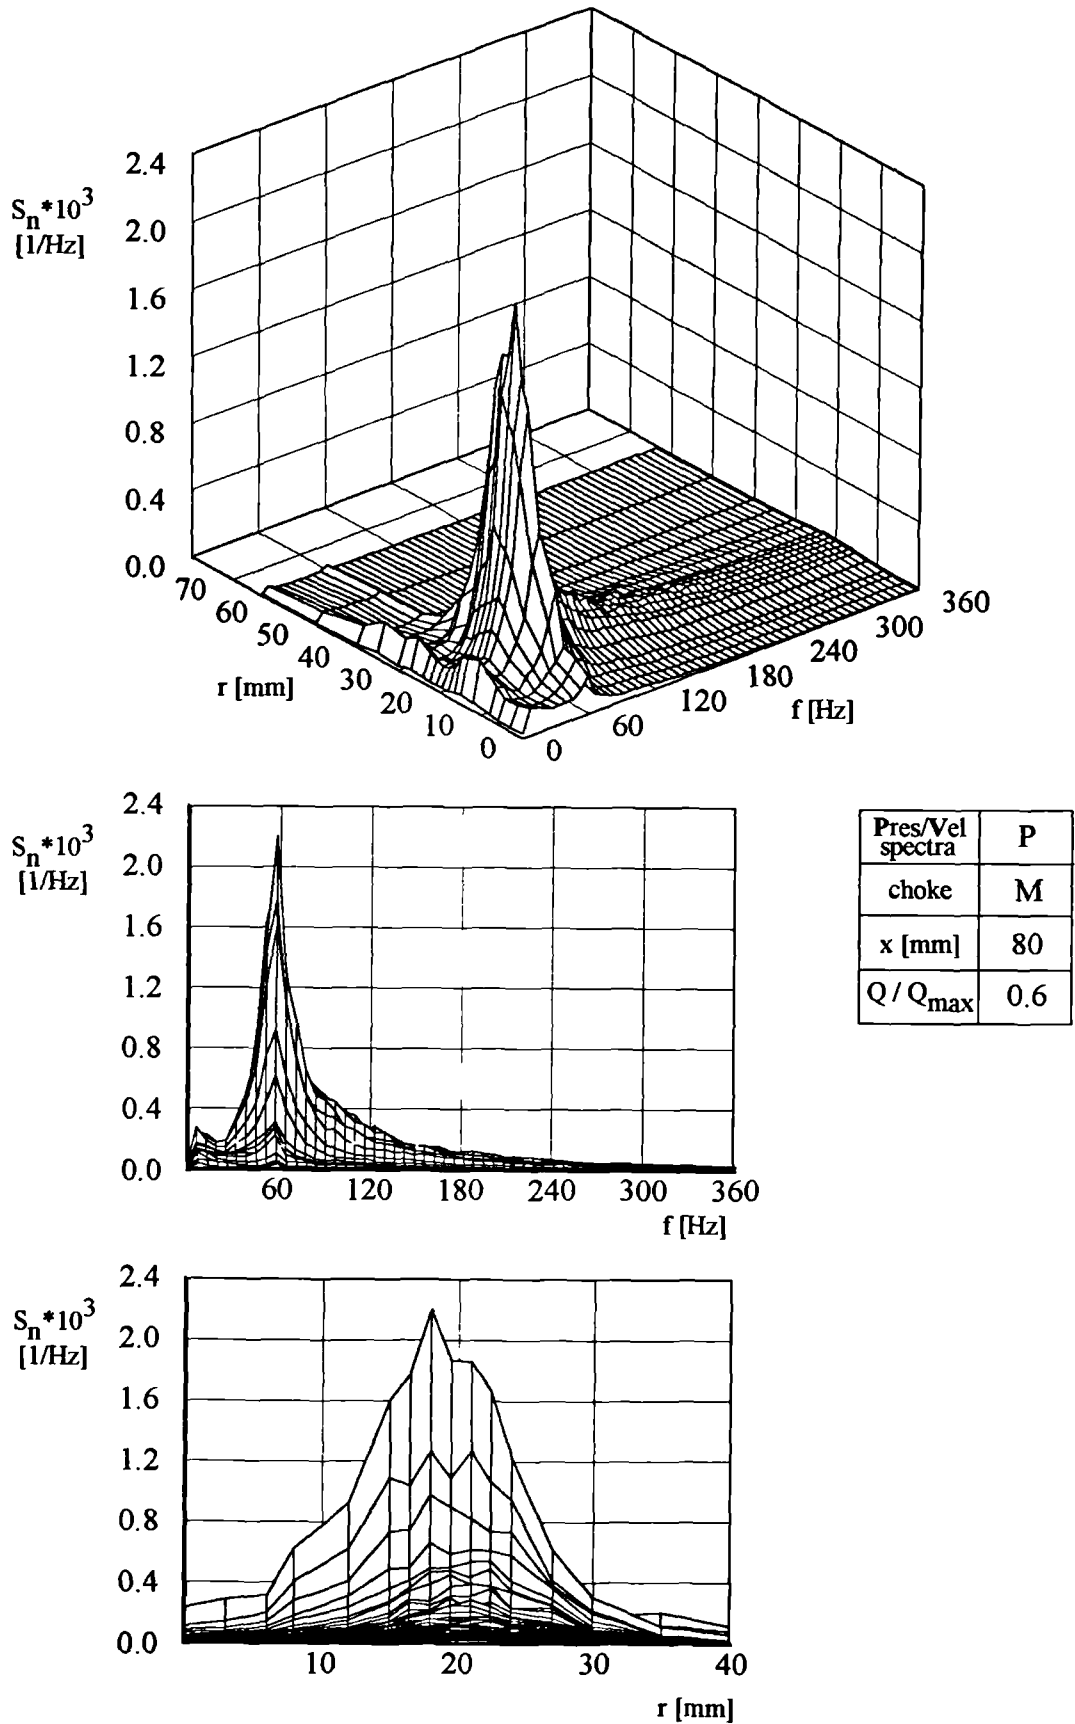 2.4
S_n*10^3
[1/Hz]
2.0
1.6
1.2
0.8
0.4
0.0
70 60 50 40 30 20 10 0
r [mm]
0 60 120 180 240 300 360
f [Hz]
2.4
S_n*10^3
[1/Hz]
2.0
1.6
1.2
0.8
0.4
0.0
60 120 180 240 300 360
f [Hz]
Pres/Vel
spectra P
choke M
x [mm] 80
Q / Q_max 0.6
2.4
S_n*10^3
[1/Hz]
2.0
1.6
1.2
0.8
0.4
0.0
10 20 30 40
r [mm]